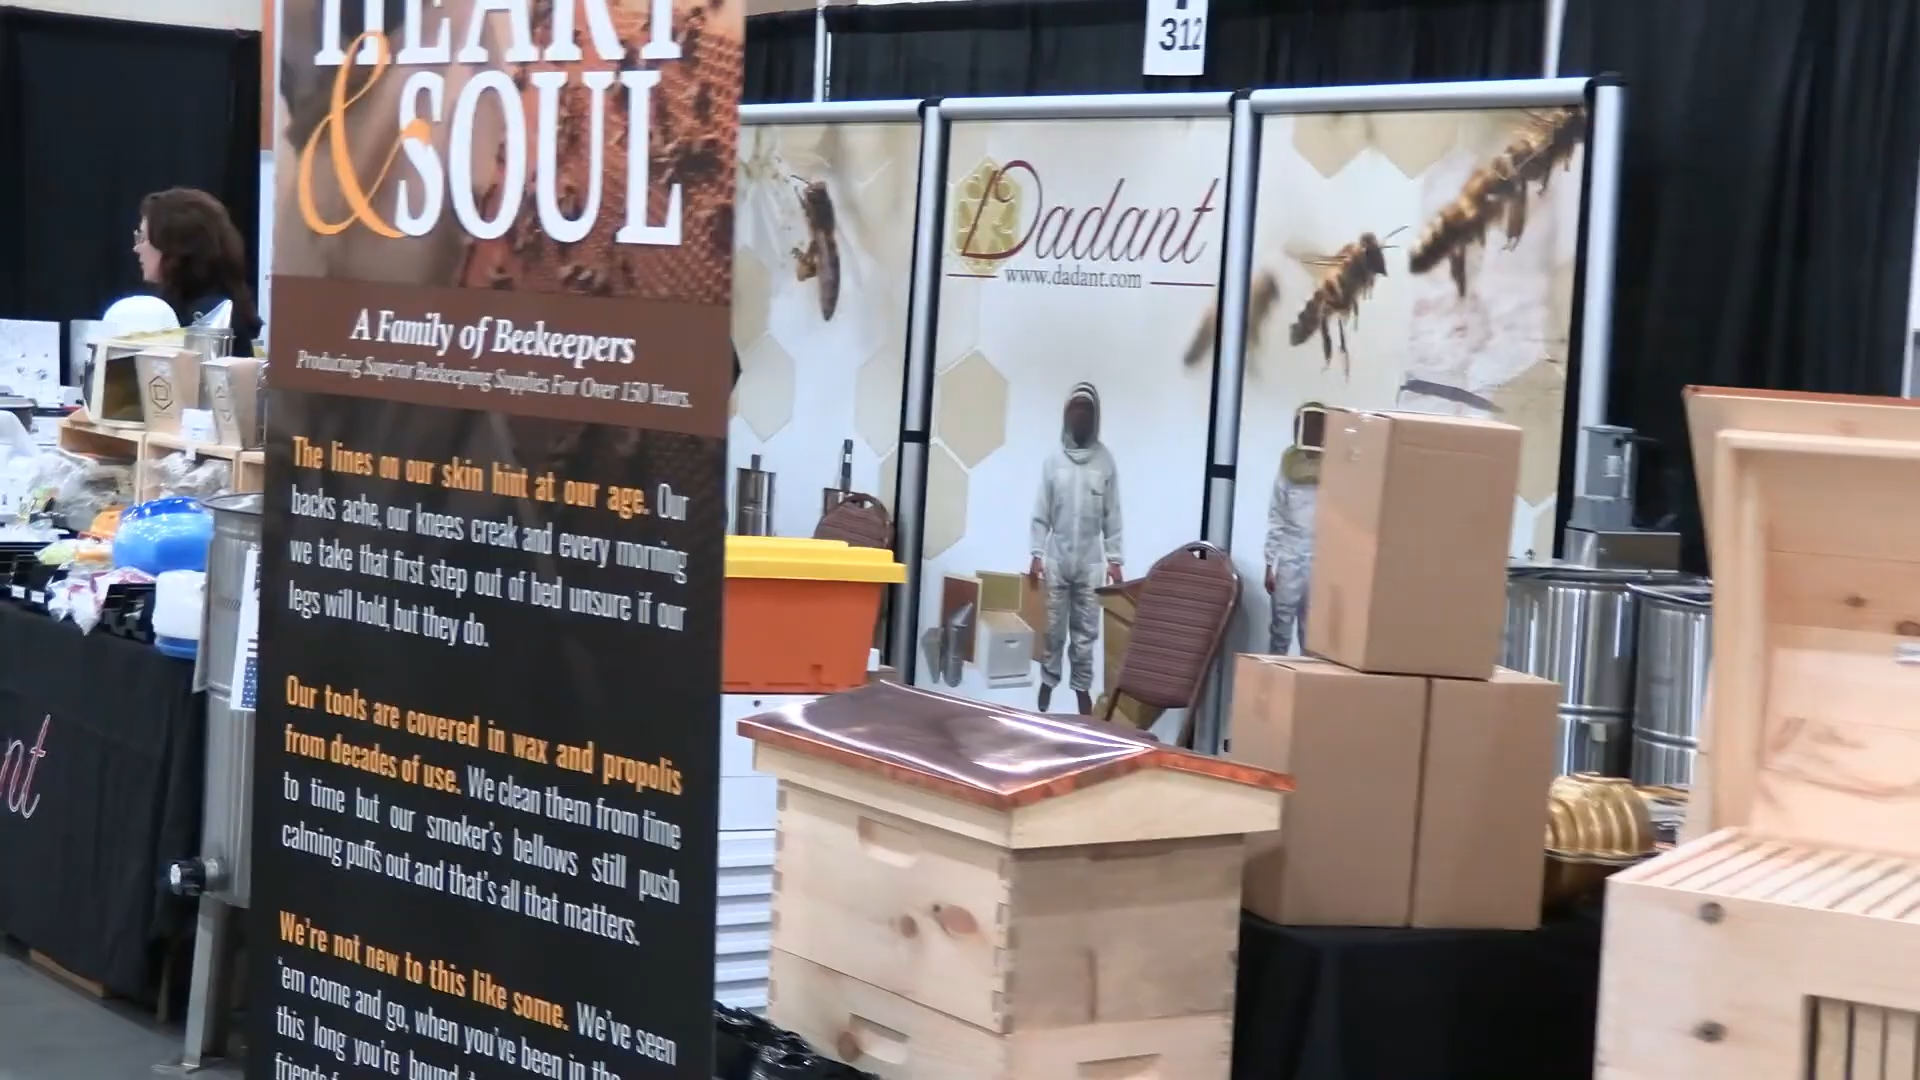 HEART
& SOUL
A Family of Beekeepers
Producing Superior Beekeeping Supplies For Over 150 Years.
The lines on our skin hint at our age. Our
backs ache, our knees creak and every morning
we take that first step out of bed unsure if our
legs will hold, but they do.
Our tools are covered in wax and propolis
from decades of use. We clean them from time
to time but our smoker's bellows still push
calming puffs out and that's all that matters.
We're not new to this like some. We've seen
'em come and go, when you've been in the
this long you're bound
312
Dadant
www.dadant.com
nt